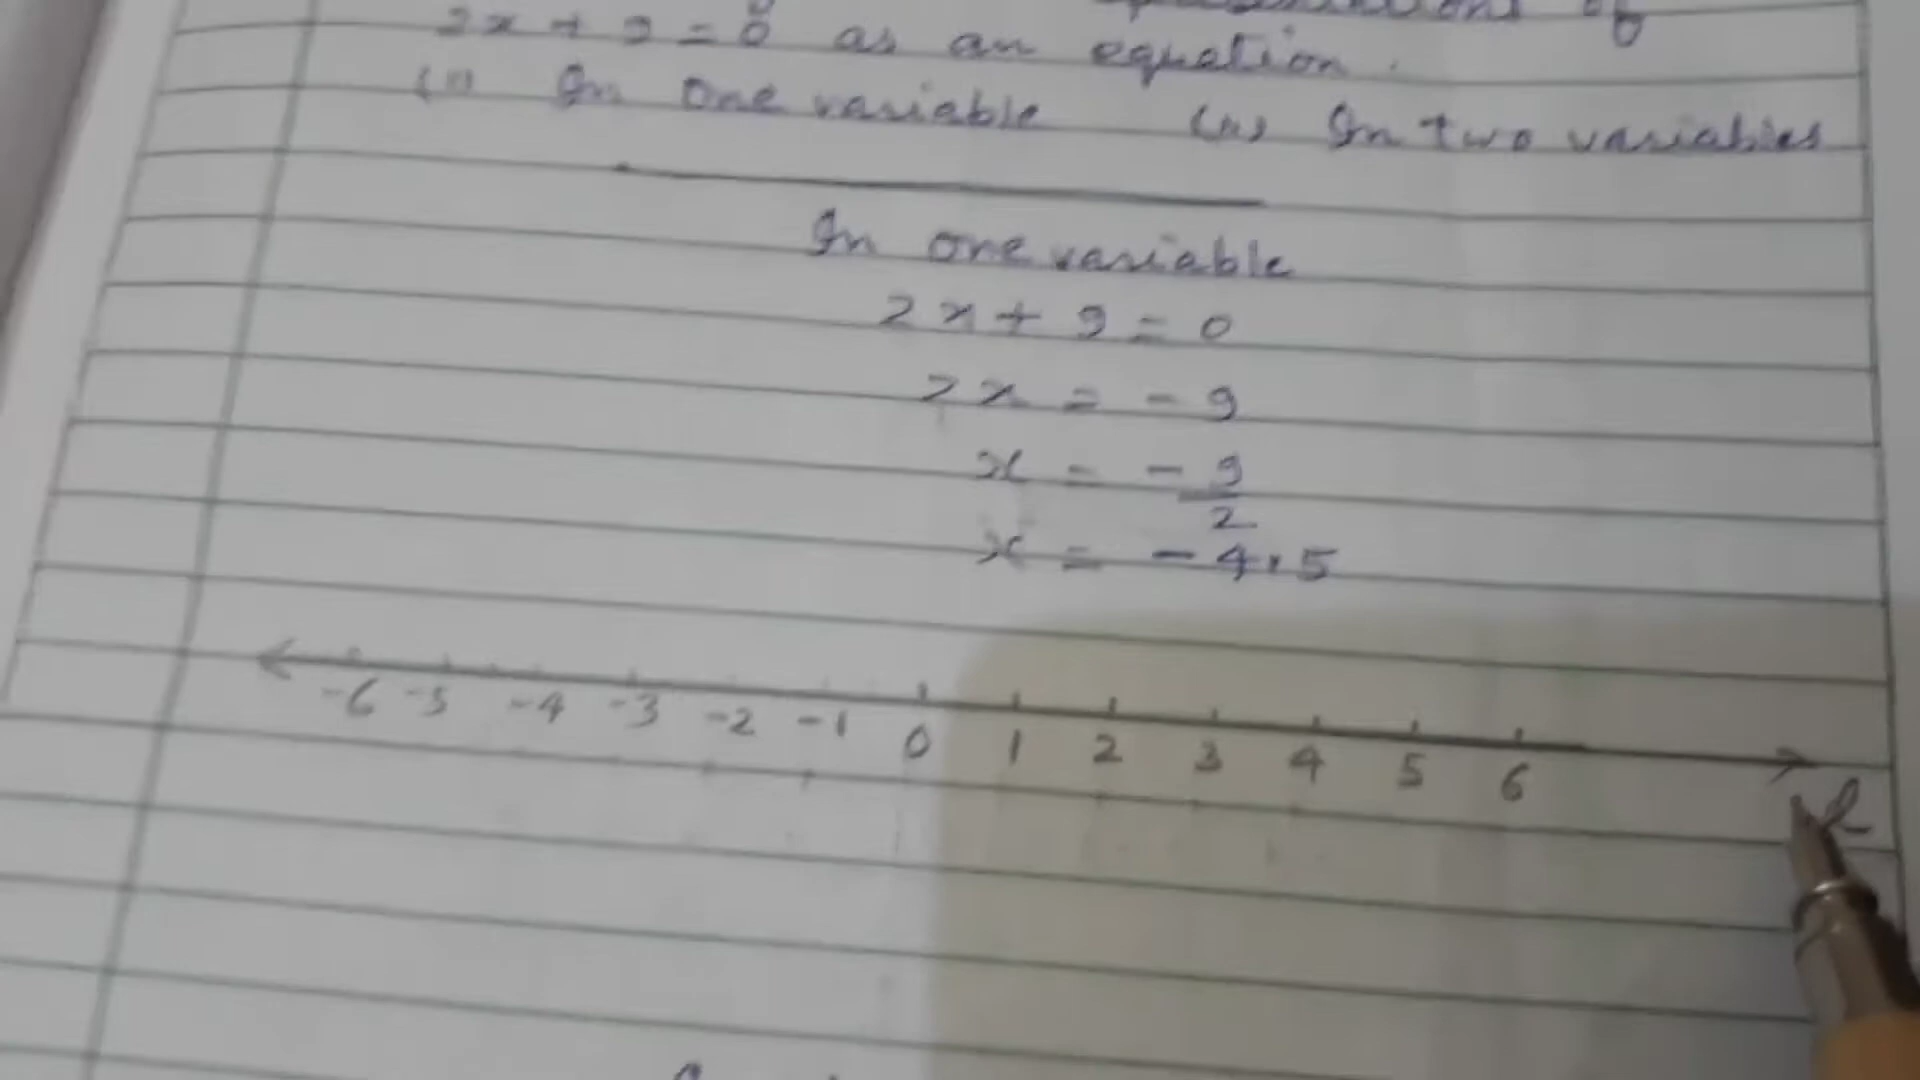 of
2x + 9 = 0 as an equation.
(i) In one variable (ii) In two variables
In one variable
2x + 9 = 0
2x = - 9
x = - 9/2
x = - 4.5
-6 -5 -4 -3 -2 -1 0 1 2 3 4 5 6
l